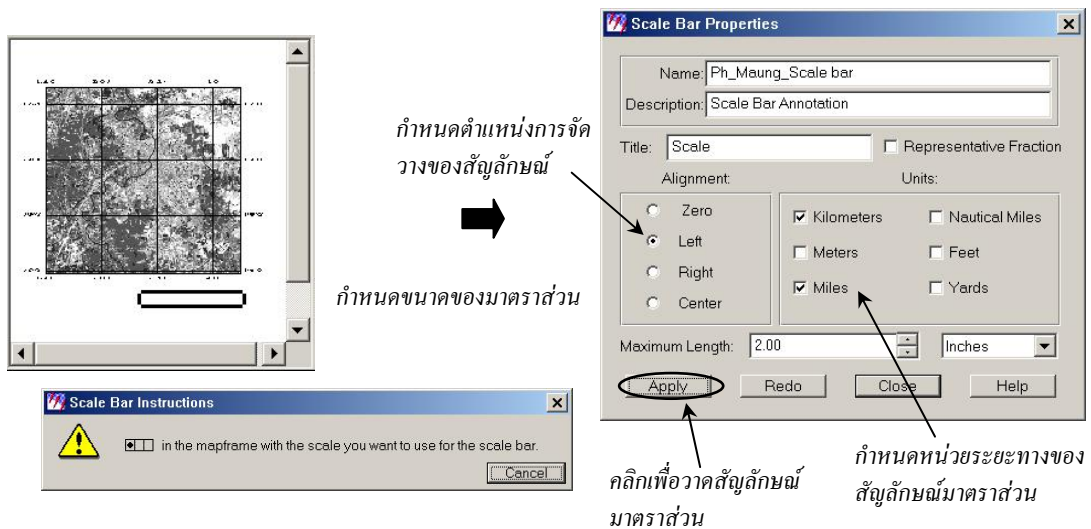 Scale Bar Properties
Name: Ph_Maung_Scale bar
Description: Scale Bar Annotation
Title: Scale
Representative Fraction
Alignment:
Units:
Zero
Left
Right
Center
Kilometers
Nautical Miles
Meters
Feet
Miles
Yards
Maximum Length: 2.00
Inches
Apply
Redo
Close
Help
กำหนดตำแหน่งการจัด
วางของสัญลักษณ์
กำหนดขนาดของมาตราส่วน
Scale Bar Instructions
in the mapframe with the scale you want to use for the scale bar.
Cancel
คลิกเพื่อวาดสัญลักษณ์
มาตราส่วน
กำหนดหน่วยระยะทางของ
สัญลักษณ์มาตราส่วน